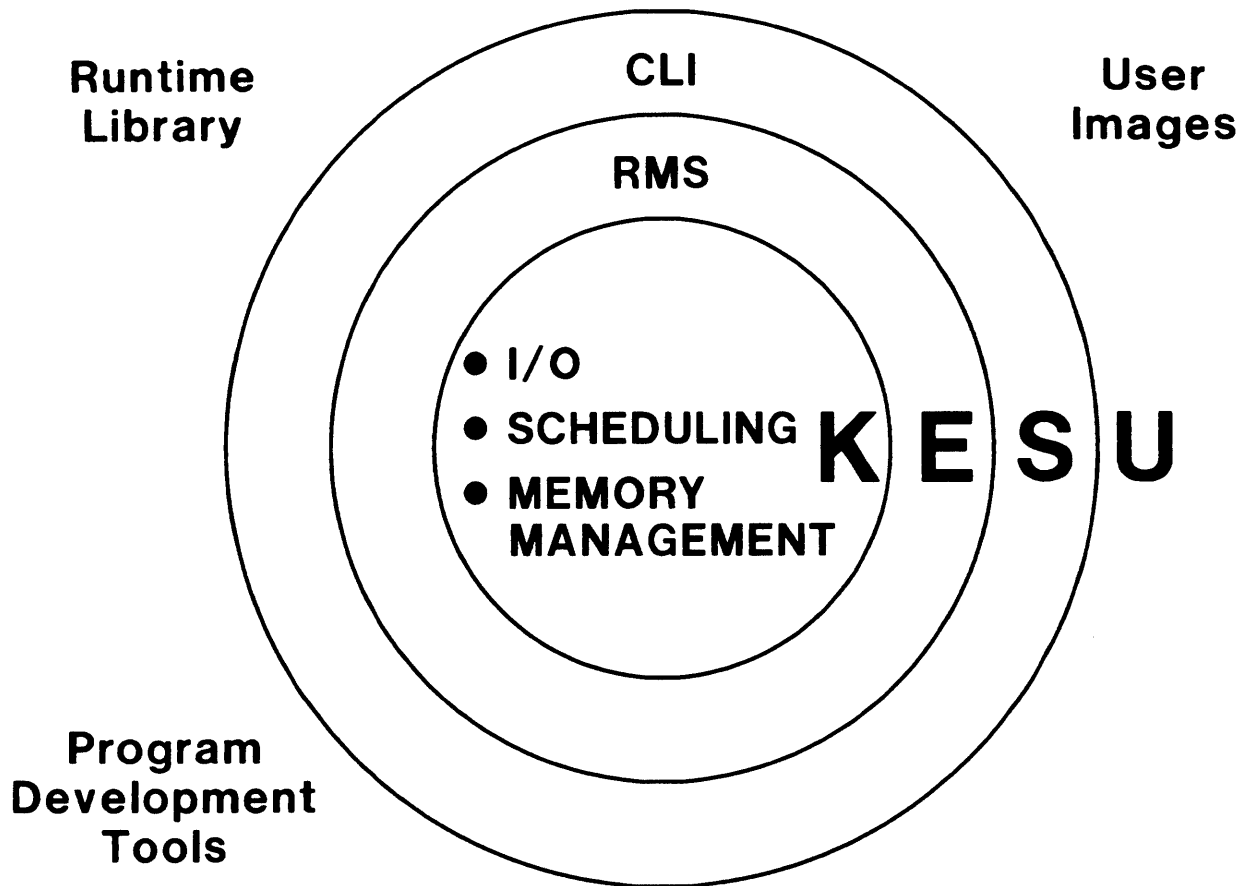 Runtime
Library
CLI
User
Images
RMS
● I/O
● SCHEDULING
● MEMORY
MANAGEMENT
K E S U
Program
Development
Tools